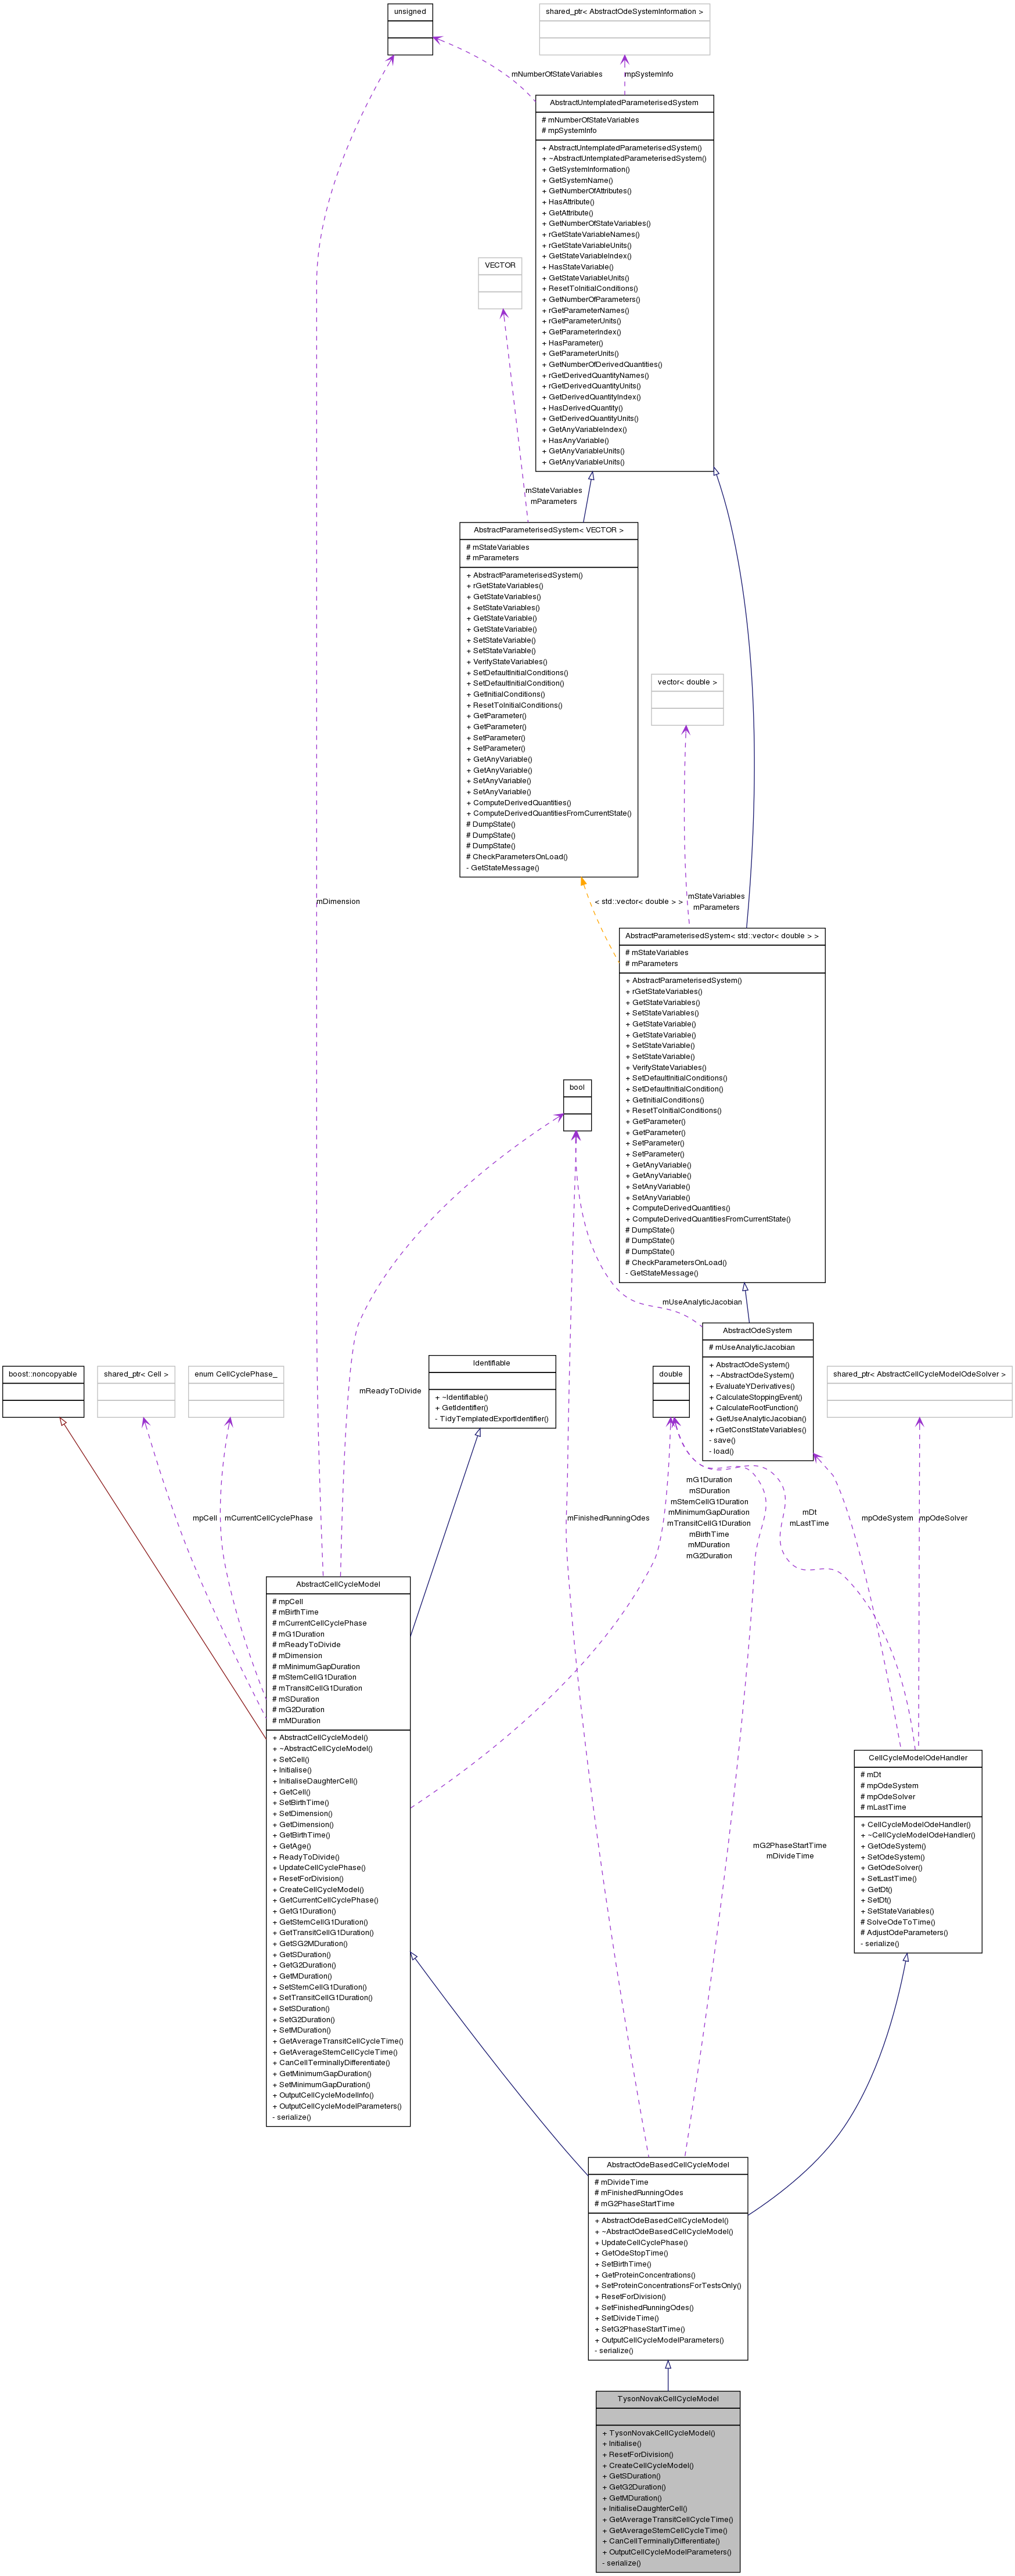 unsigned
shared_ptr< AbstractOdeSystemInformation >
mNumberOfStateVariables
mpSystemInfo
AbstractUntemplatedParameterisedSystem
# mNumberOfStateVariables
# mpSystemInfo
+ AbstractUntemplatedParameterisedSystem()
+ ~AbstractUntemplatedParameterisedSystem()
+ GetSystemInformation()
+ GetSystemName()
+ GetNumberOfAttributes()
+ HasAttribute()
+ GetAttribute()
+ GetNumberOfStateVariables()
+ rGetStateVariableNames()
+ rGetStateVariableUnits()
+ GetStateVariableIndex()
+ HasStateVariable()
+ GetStateVariableUnits()
+ ResetToInitialConditions()
+ GetNumberOfParameters()
+ rGetParameterNames()
+ rGetParameterUnits()
+ GetParameterIndex()
+ HasParameter()
+ GetParameterUnits()
+ GetNumberOfDerivedQuantities()
+ rGetDerivedQuantityNames()
+ rGetDerivedQuantityUnits()
+ GetDerivedQuantityIndex()
+ HasDerivedQuantity()
+ GetDerivedQuantityUnits()
+ GetAnyVariableIndex()
+ HasAnyVariable()
+ GetAnyVariableUnits()
+ GetAnyVariableUnits()
VECTOR
mStateVariables
mParameters
AbstractParameterisedSystem< VECTOR >
# mStateVariables
# mParameters
+ AbstractParameterisedSystem()
+ rGetStateVariables()
+ GetStateVariables()
+ SetStateVariables()
+ GetStateVariable()
+ GetStateVariable()
+ SetStateVariable()
+ SetStateVariable()
+ VerifyStateVariables()
+ SetDefaultInitialConditions()
+ SetDefaultInitialCondition()
+ GetInitialConditions()
+ ResetToInitialConditions()
+ GetParameter()
+ GetParameter()
+ SetParameter()
+ SetParameter()
+ GetAnyVariable()
+ GetAnyVariable()
+ SetAnyVariable()
+ SetAnyVariable()
+ ComputeDerivedQuantities()
+ ComputeDerivedQuantitiesFromCurrentState()
# DumpState()
# DumpState()
# DumpState()
# CheckParametersOnLoad()
- GetStateMessage()
vector< double >
mDimension
< std::vector< double > >
mStateVariables
mParameters
AbstractParameterisedSystem< std::vector< double > >
# mStateVariables
# mParameters
+ AbstractParameterisedSystem()
+ rGetStateVariables()
+ GetStateVariables()
+ SetStateVariables()
+ GetStateVariable()
+ GetStateVariable()
+ SetStateVariable()
+ SetStateVariable()
+ VerifyStateVariables()
+ SetDefaultInitialConditions()
+ SetDefaultInitialCondition()
+ GetInitialConditions()
+ ResetToInitialConditions()
+ GetParameter()
+ GetParameter()
+ SetParameter()
+ SetParameter()
+ GetAnyVariable()
+ GetAnyVariable()
+ SetAnyVariable()
+ SetAnyVariable()
+ ComputeDerivedQuantities()
+ ComputeDerivedQuantitiesFromCurrentState()
# DumpState()
# DumpState()
# DumpState()
# CheckParametersOnLoad()
- GetStateMessage()
bool
mUseAnalyticJacobian
AbstractOdeSystem
# mUseAnalyticJacobian
+ AbstractOdeSystem()
+ ~AbstractOdeSystem()
+ EvaluateYDerivatives()
+ CalculateStoppingEvent()
+ CalculateRootFunction()
+ GetUseAnalyticJacobian()
+ rGetConstStateVariables()
- save()
- load()
boost::noncopyable
shared_ptr< Cell >
enum CellCyclePhase_
mReadyToDivide
Identifiable
+ ~Identifiable()
+ GetIdentifier()
- TidyTemplatedExportIdentifier()
double
shared_ptr< AbstractCellCycleModelOdeSolver >
mpCell
mCurrentCellCyclePhase
mFinishedRunningOdes
mG1Duration
mSDuration
mStemCellG1Duration
mMinimumGapDuration
mTransitCellG1Duration
mBirthTime
mMDuration
mG2Duration
mDt
mLastTime
mpOdeSystem
mpOdeSolver
AbstractCellCycleModel
# mpCell
# mBirthTime
# mCurrentCellCyclePhase
# mG1Duration
# mReadyToDivide
# mDimension
# mMinimumGapDuration
# mStemCellG1Duration
# mTransitCellG1Duration
# mSDuration
# mG2Duration
# mMDuration
+ AbstractCellCycleModel()
+ ~AbstractCellCycleModel()
+ SetCell()
+ Initialise()
+ InitialiseDaughterCell()
+ GetCell()
+ SetBirthTime()
+ SetDimension()
+ GetDimension()
+ GetBirthTime()
+ GetAge()
+ ReadyToDivide()
+ UpdateCellCyclePhase()
+ ResetForDivision()
+ CreateCellCycleModel()
+ GetCurrentCellCyclePhase()
+ GetG1Duration()
+ GetStemCellG1Duration()
+ GetTransitCellG1Duration()
+ GetSG2MDuration()
+ GetSDuration()
+ GetG2Duration()
+ GetMDuration()
+ SetStemCellG1Duration()
+ SetTransitCellG1Duration()
+ SetSDuration()
+ SetG2Duration()
+ SetMDuration()
+ GetAverageTransitCellCycleTime()
+ GetAverageStemCellCycleTime()
+ CanCellTerminallyDifferentiate()
+ GetMinimumGapDuration()
+ SetMinimumGapDuration()
+ OutputCellCycleModelInfo()
+ OutputCellCycleModelParameters()
- serialize()
CellCycleModelOdeHandler
# mDt
# mpOdeSystem
# mpOdeSolver
# mLastTime
+ CellCycleModelOdeHandler()
+ ~CellCycleModelOdeHandler()
+ GetOdeSystem()
+ SetOdeSystem()
+ GetOdeSolver()
+ SetLastTime()
+ GetDt()
+ SetDt()
+ SetStateVariables()
# SolveOdeToTime()
# AdjustOdeParameters()
- serialize()
mG2PhaseStartTime
mDivideTime
AbstractOdeBasedCellCycleModel
# mDivideTime
# mFinishedRunningOdes
# mG2PhaseStartTime
+ AbstractOdeBasedCellCycleModel()
+ ~AbstractOdeBasedCellCycleModel()
+ UpdateCellCyclePhase()
+ GetOdeStopTime()
+ SetBirthTime()
+ GetProteinConcentrations()
+ SetProteinConcentrationsForTestsOnly()
+ ResetForDivision()
+ SetFinishedRunningOdes()
+ SetDivideTime()
+ SetG2PhaseStartTime()
+ OutputCellCycleModelParameters()
- serialize()
TysonNovakCellCycleModel
+ TysonNovakCellCycleModel()
+ Initialise()
+ ResetForDivision()
+ CreateCellCycleModel()
+ GetSDuration()
+ GetG2Duration()
+ GetMDuration()
+ InitialiseDaughterCell()
+ GetAverageTransitCellCycleTime()
+ GetAverageStemCellCycleTime()
+ CanCellTerminallyDifferentiate()
+ OutputCellCycleModelParameters()
- serialize()